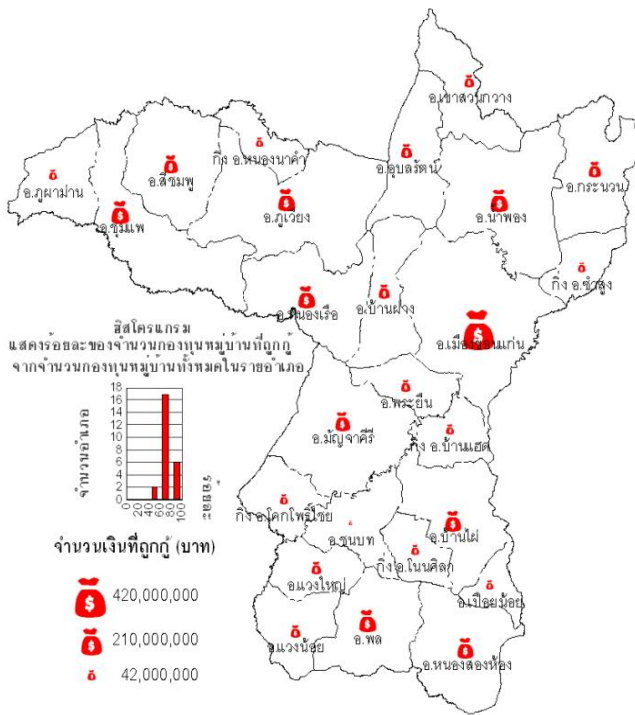 อ.เขาสวนกวาง
กิ่ง อ.หนองนาคำ
อ.อุบลรัตน์
อ.ภูผาม่าน
อ.สีชมพู
อ.กระนวน
อ.ชุมแพ
อ.ภูเวียง
อ.น้ำพอง
กิ่ง อ.ซำสูง
อ.หนองเรือ
อ.บ้านฝาง
ฮิสโตรแกรม
แสดงร้อยละของจำนวนกองทุนหมู่บ้านที่ถูกกู้
จากจำนวนกองทุนหมู่บ้านทั้งหมดในรายอำเภอ
อ.เมืองขอนแก่น
18
16
14
12
10
8
6
4
2
0
จำนวนอำเภอ
0
20
40
60
80
100
ร้อยละ
อ.พระยืน
อ.มัญจาคีรี
กิ่ง อ.บ้านแฮด
กิ่ง อ.โคกโพธิ์ไชย
อ.ชนบท
อ.บ้านไผ่
กิ่ง อ.โนนศิลา
อ.แวงใหญ่
อ.เปือยน้อย
อ.แวงน้อย
อ.พล
อ.หนองสองห้อง
จำนวนเงินที่ถูกกู้ (บาท)
420,000,000
210,000,000
42,000,000